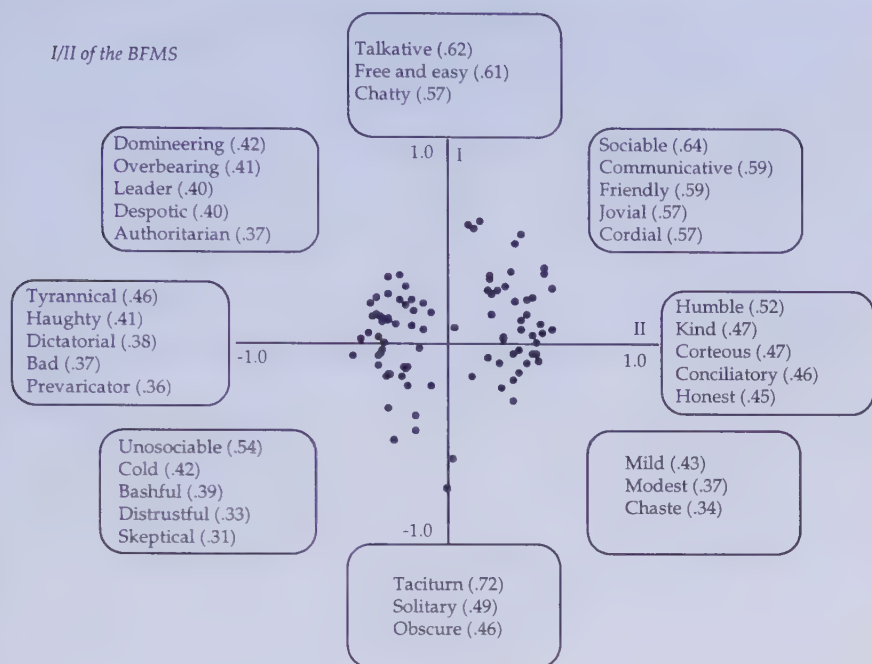 I/II of the BFMS
Talkative (.62)
Free and easy (.61)
Chatty (.57)
Domineering (.42)
Overbearing (.41)
Leader (.40)
Despotic (.40)
Authoritarian (.37)
1.0
I
Sociable (.64)
Communicative (.59)
Friendly (.59)
Jovial (.57)
Cordial (.57)
Tyrannical (.46)
Haughty (.41)
Dictatorial (.38)
Bad (.37)
Prevaricator (.36)
-1.0
II
1.0
Humble (.52)
Kind (.47)
Corteous (.47)
Conciliatory (.46)
Honest (.45)
Unosociable (.54)
Cold (.42)
Bashful (.39)
Distrustful (.33)
Skeptical (.31)
Mild (.43)
Modest (.37)
Chaste (.34)
-1.0
Taciturn (.72)
Solitary (.49)
Obscure (.46)